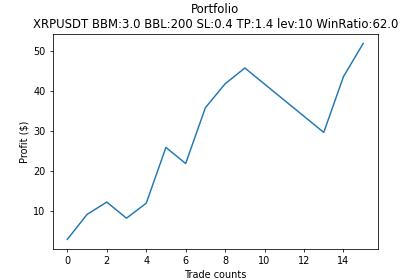 Portfolio
XRPUSDT BBM:3.0 BBL:200 SL:0.4 TP:1.4 lev:10 WinRatio:62.0
50
40
30
20
10
Profit ($)
0 2 4 6 8 10 12 14
Trade counts